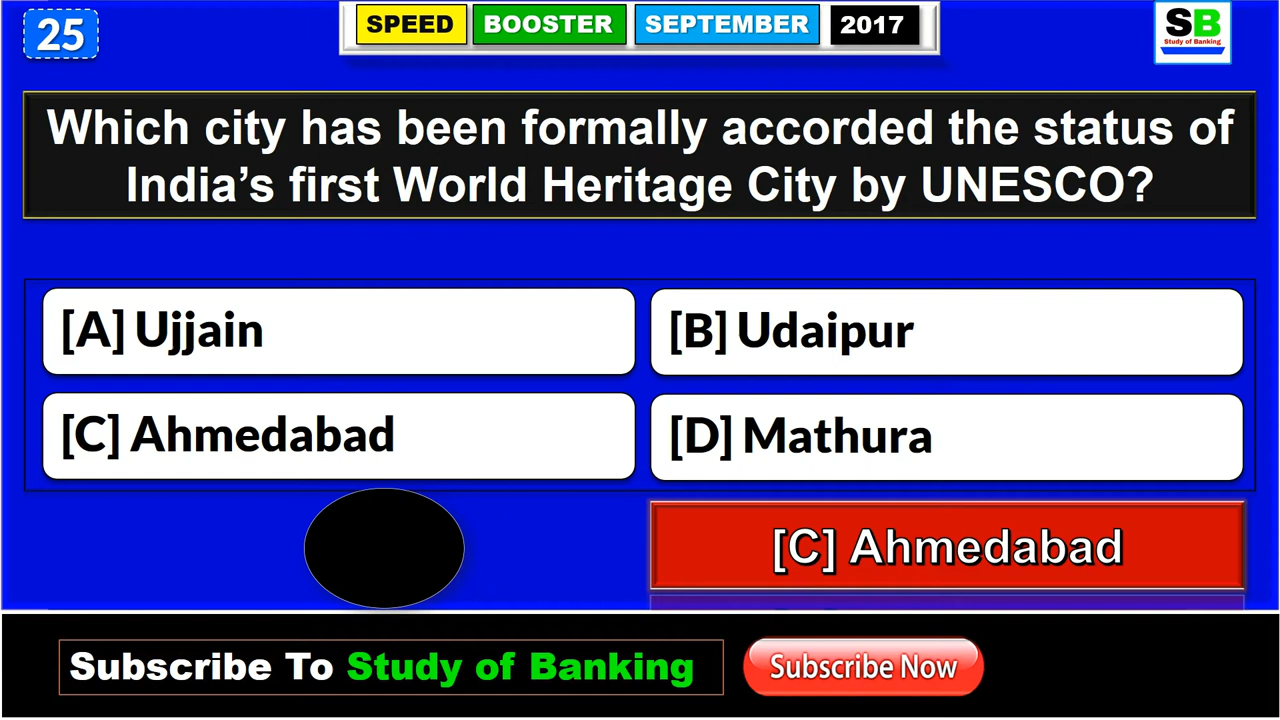 25
SPEED BOOSTER SEPTEMBER 2017
SB
Study of Banking
Which city has been formally accorded the status of
India’s first World Heritage City by UNESCO?
[A] Ujjain
[B] Udaipur
[C] Ahmedabad
[D] Mathura
[C] Ahmedabad
Subscribe To Study of Banking
Subscribe Now